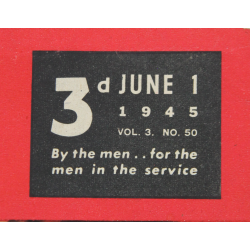 3d JUNE 1
1945
VOL. 3. NO. 50
By the men . . for the
men in the service